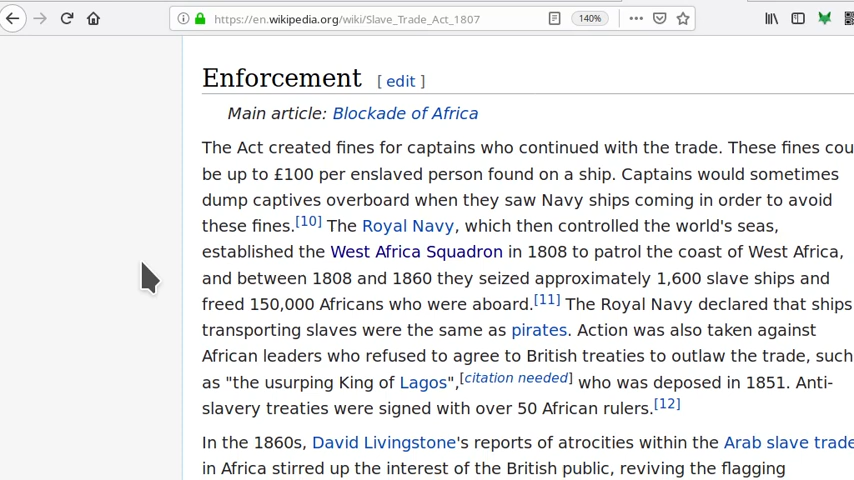 https://en.wikipedia.org/wiki/Slave_Trade_Act_1807
140%
Enforcement [ edit ]
Main article: Blockade of Africa
The Act created fines for captains who continued with the trade. These fines cou
be up to £100 per enslaved person found on a ship. Captains would sometimes
dump captives overboard when they saw Navy ships coming in order to avoid
these fines.[10] The Royal Navy, which then controlled the world's seas,
established the West Africa Squadron in 1808 to patrol the coast of West Africa,
and between 1808 and 1860 they seized approximately 1,600 slave ships and
freed 150,000 Africans who were aboard.[11] The Royal Navy declared that ships
transporting slaves were the same as pirates. Action was also taken against
African leaders who refused to agree to British treaties to outlaw the trade, such
as "the usurping King of Lagos",[citation needed] who was deposed in 1851. Anti-
slavery treaties were signed with over 50 African rulers.[12]
In the 1860s, David Livingstone's reports of atrocities within the Arab slave trade
in Africa stirred up the interest of the British public, reviving the flagging